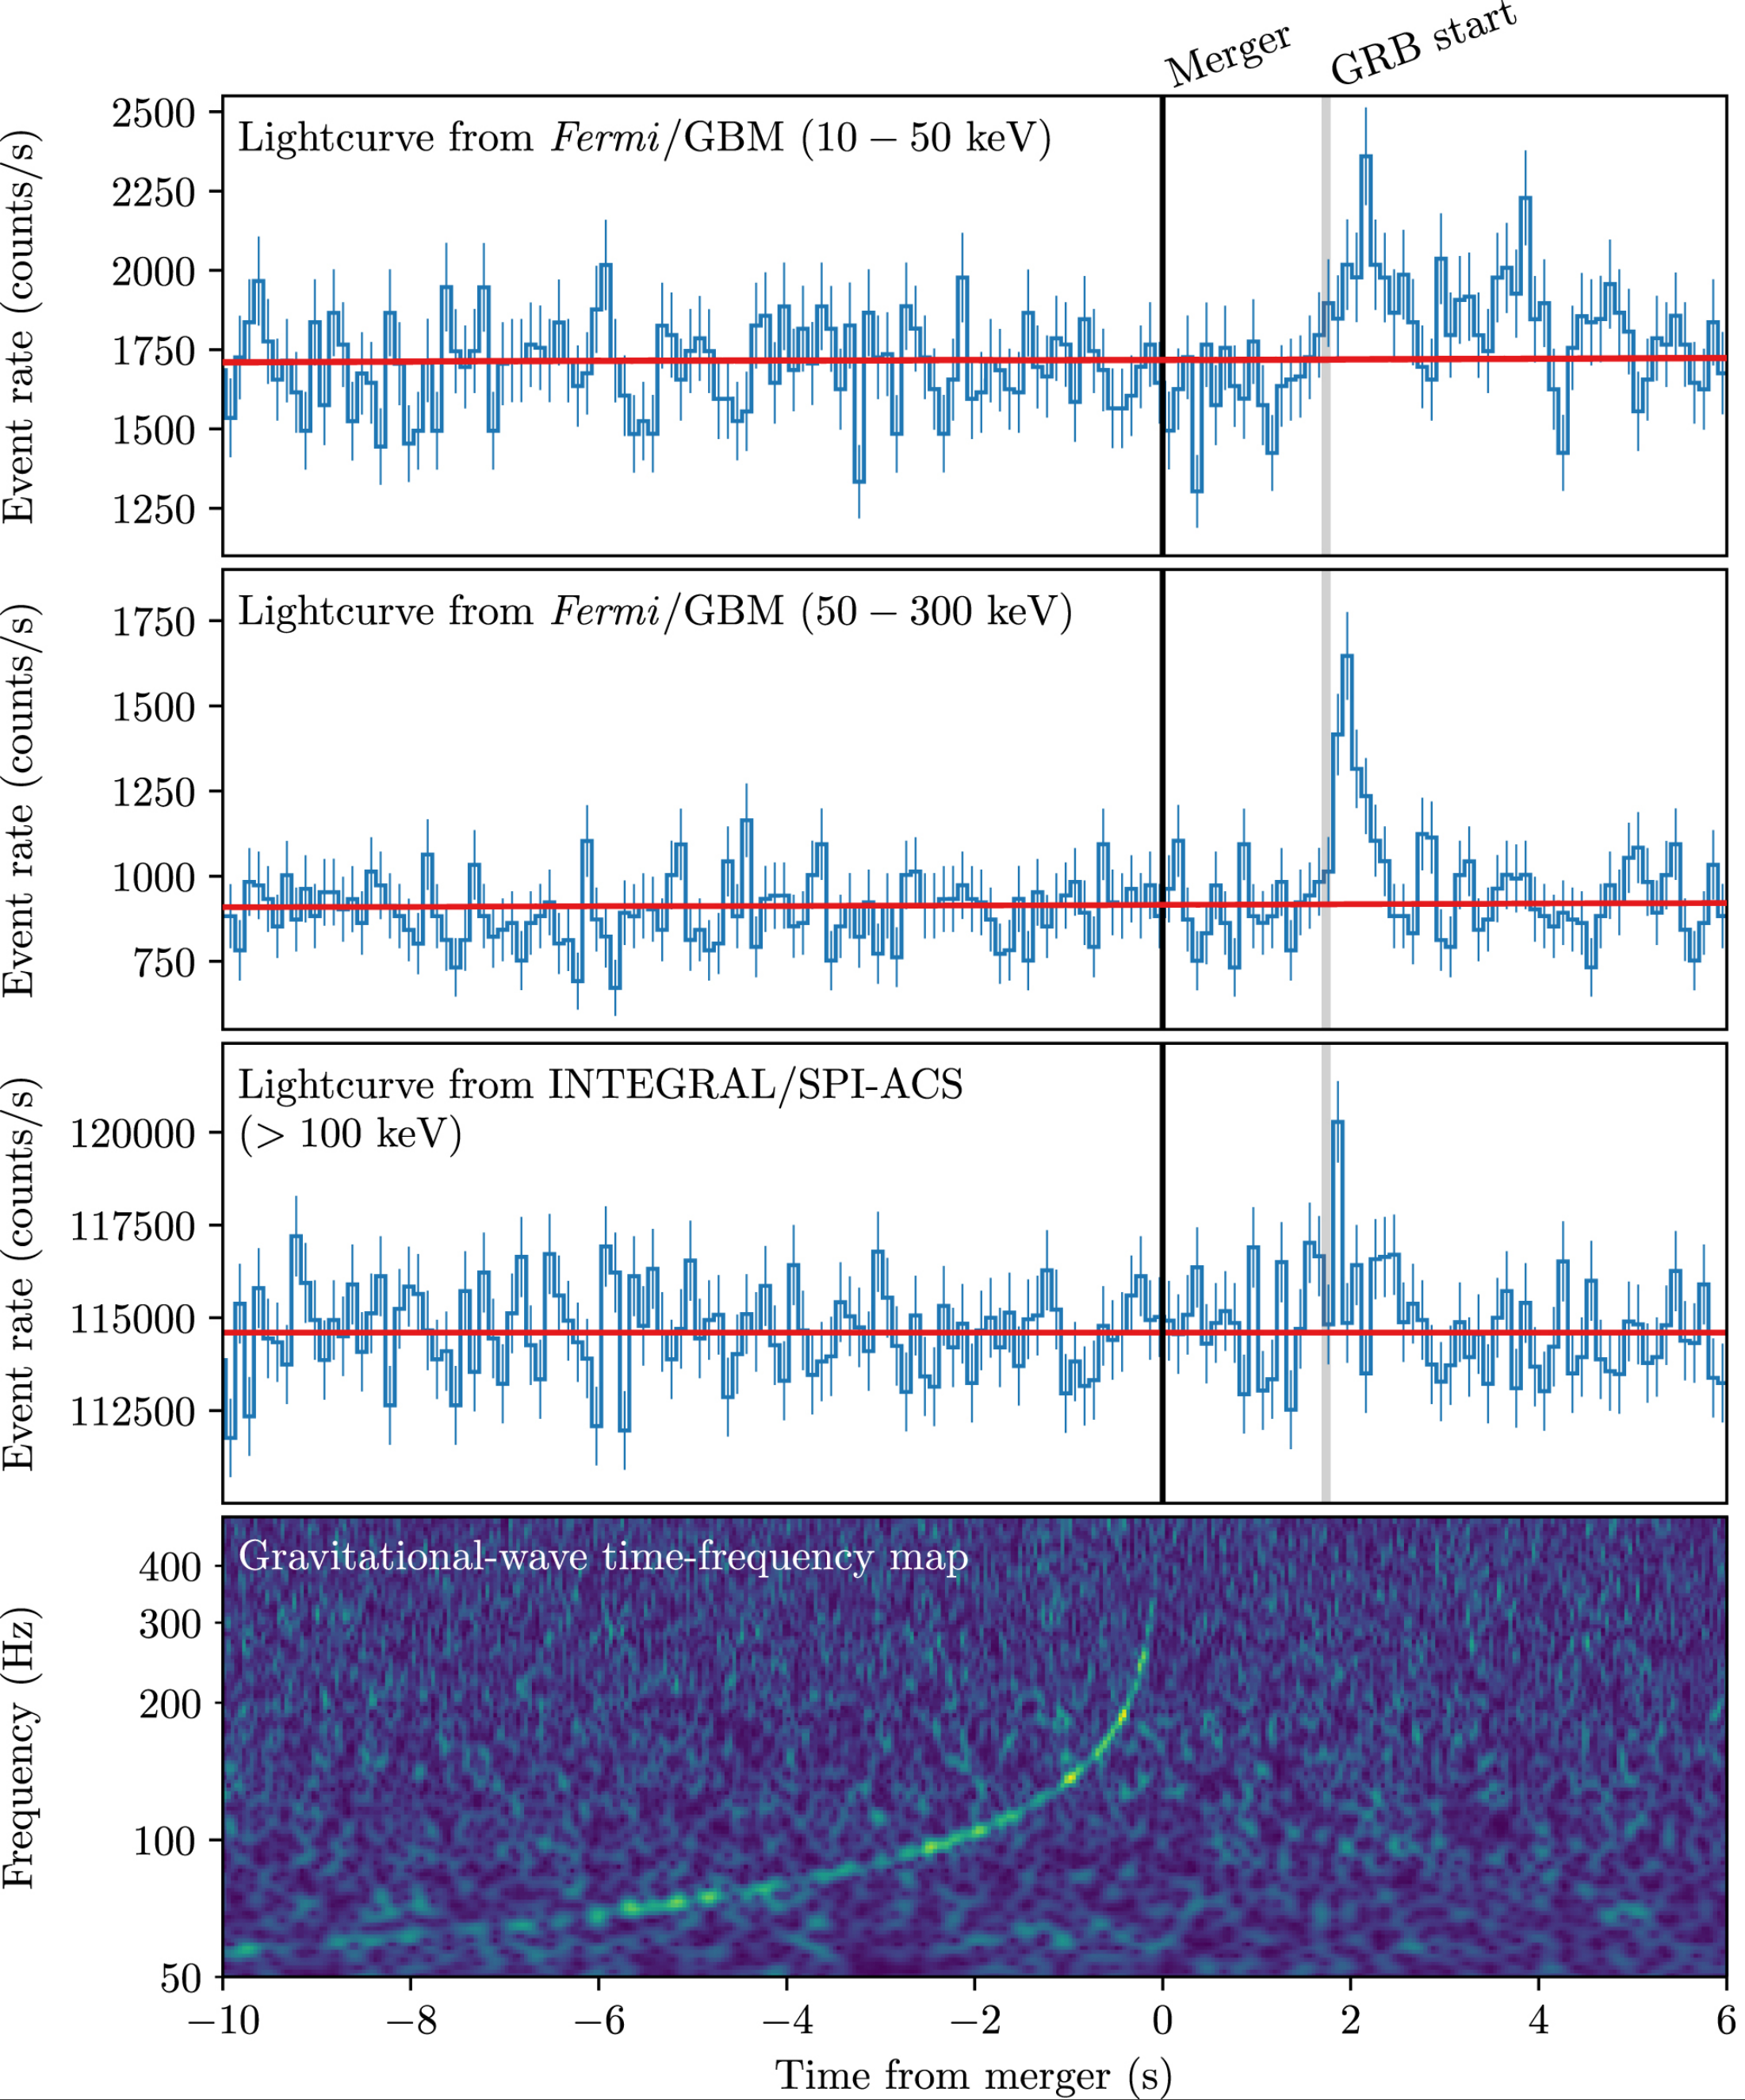 Merger
GRB start
Lightcurve from Fermi/GBM (10 − 50 keV)
Event rate (counts/s)
2500
2250
2000
1750
1500
1250
Lightcurve from Fermi/GBM (50 − 300 keV)
Event rate (counts/s)
1750
1500
1250
1000
750
Lightcurve from INTEGRAL/SPI-ACS
(> 100 keV)
Event rate (counts/s)
120000
117500
115000
112500
Gravitational-wave time-frequency map
Frequency (Hz)
400
300
200
100
50
−10 −8 −6 −4 −2 0 2 4 6
Time from merger (s)